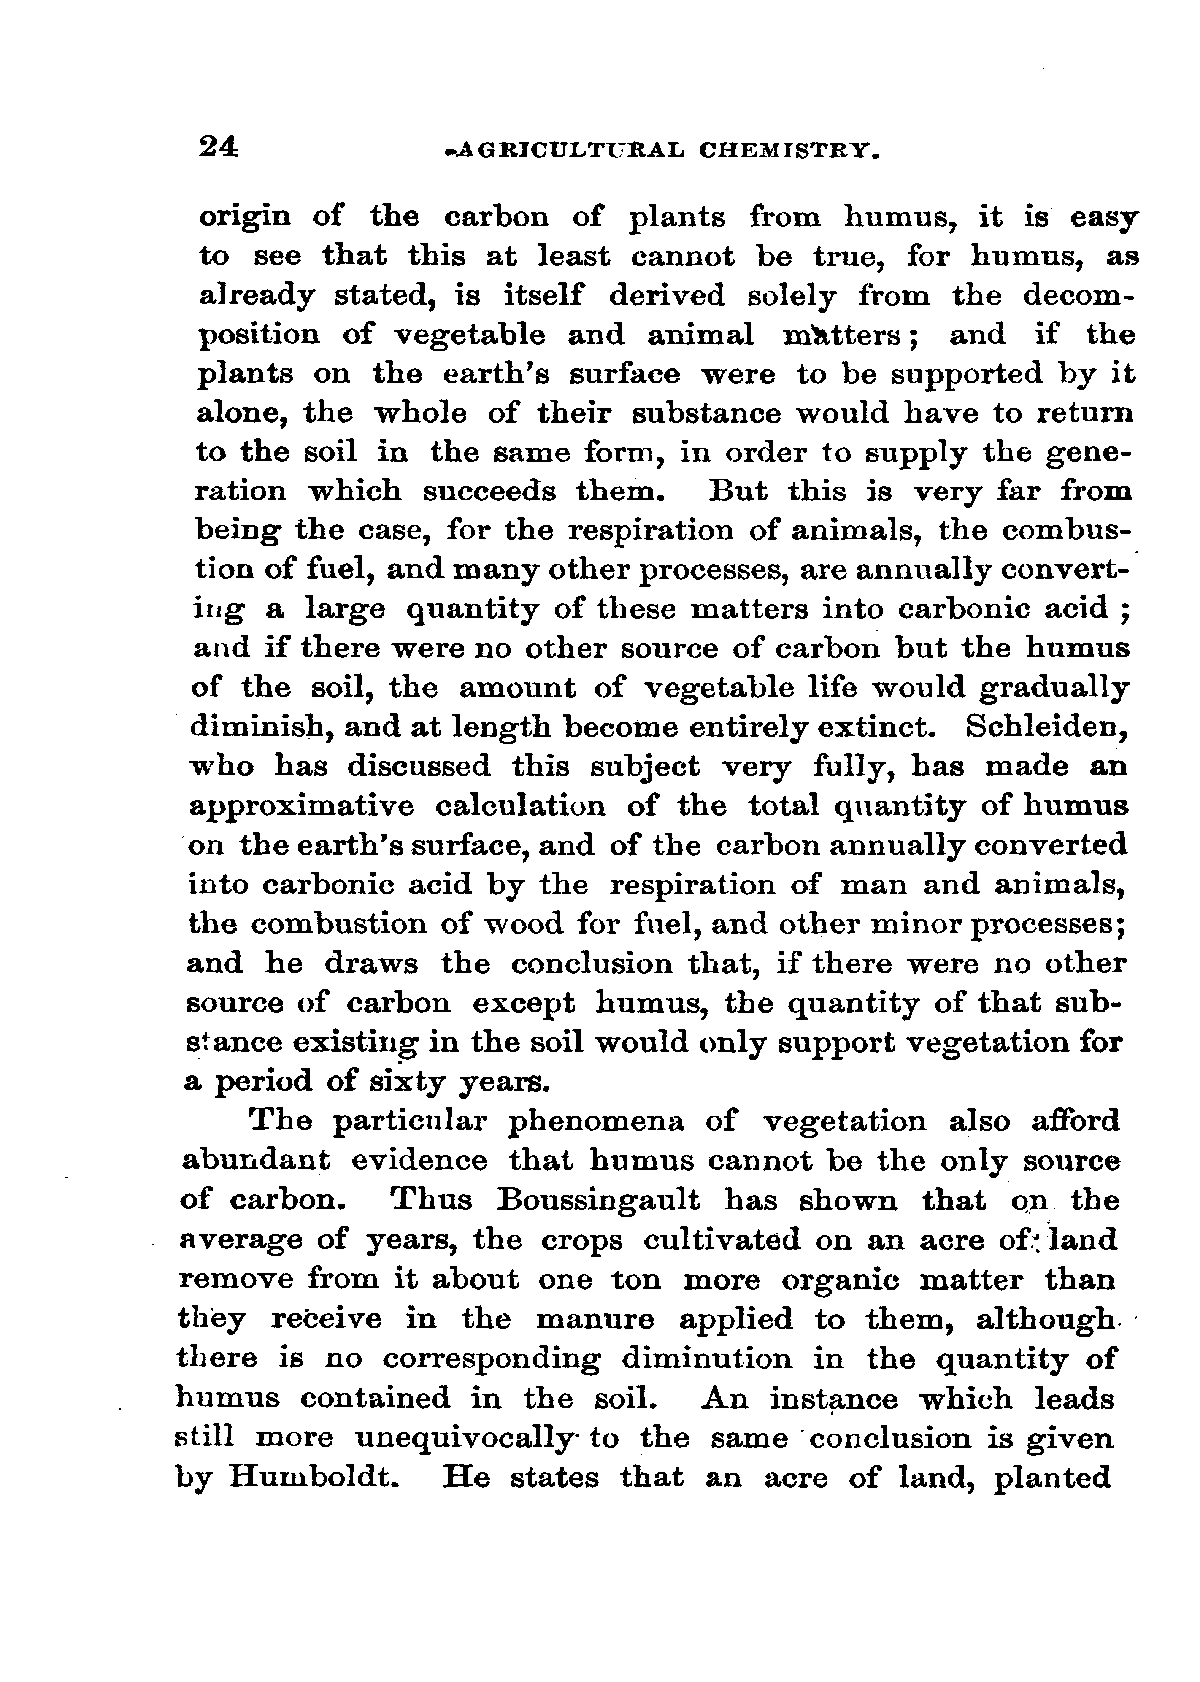 24 AGRICULTURAL CHEMISTRY.
origin of the carbon of plants from humus, it is easy
to see that this at least cannot be true, for humus, as
already stated, is itself derived solely from the decom-
position of vegetable and animal matters; and if the
plants on the earth's surface were to be supported by it
alone, the whole of their substance would have to return
to the soil in the same form, in order to supply the gene-
ration which succeeds them. But this is very far from
being the case, for the respiration of animals, the combus-
tion of fuel, and many other processes, are annually convert-
ing a large quantity of these matters into carbonic acid ;
and if there were no other source of carbon but the humus
of the soil, the amount of vegetable life would gradually
diminish, and at length become entirely extinct. Schleiden,
who has discussed this subject very fully, has made an
approximative calculation of the total quantity of humus
on the earth's surface, and of the carbon annually converted
into carbonic acid by the respiration of man and animals,
the combustion of wood for fuel, and other minor processes;
and he draws the conclusion that, if there were no other
source of carbon except humus, the quantity of that sub-
stance existing in the soil would only support vegetation for
a period of sixty years.
The particular phenomena of vegetation also afford
abundant evidence that humus cannot be the only source
of carbon. Thus Boussingault has shown that on the
average of years, the crops cultivated on an acre of land
remove from it about one ton more organic matter than
they receive in the manure applied to them, although
there is no corresponding diminution in the quantity of
humus contained in the soil. An instance which leads
still more unequivocally to the same conclusion is given
by Humboldt. He states that an acre of land, planted